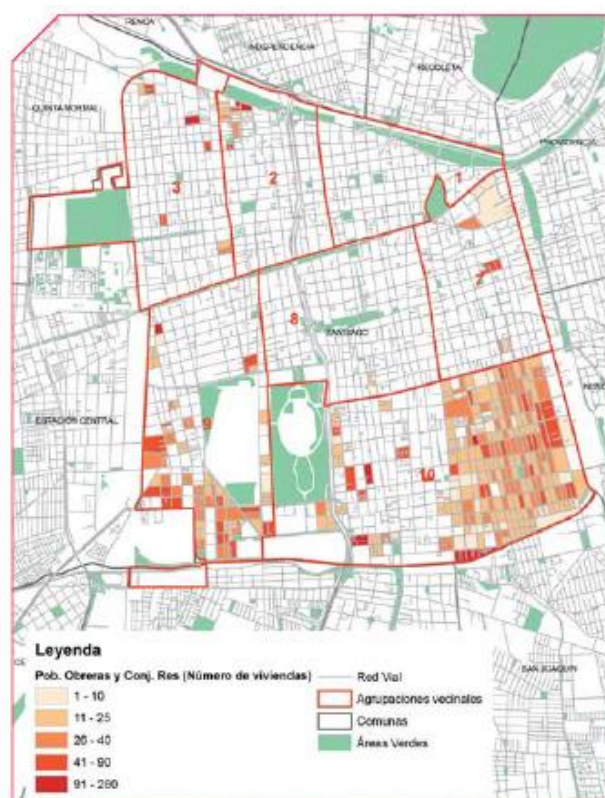 RENCA
INDEPENDENCIA
RECOLETA
QUINTA NORMAL
PROVIDENCIA
3
2
1
7
8
SANTIAGO
ESTACION CENTRAL
9
10
Leyenda
Pob. Obreras y Conj. Res (Número de viviendas)
1 - 10
11 - 25
26 - 40
41 - 90
91 - 280
Red Vial
Agrupaciones vecinales
Comunas
Áreas Verdes
SAN JOAQUIN